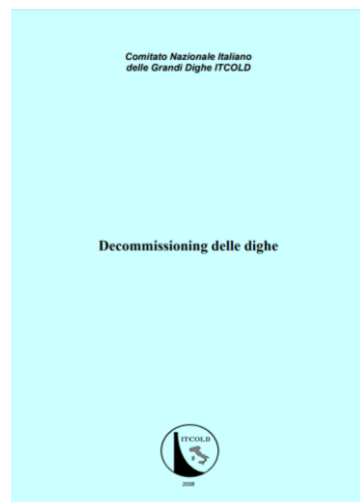 Comitato Nazionale Italiano
delle Grandi Dighe ITCOLD
Decommissioning delle dighe
ITCOLD
2008